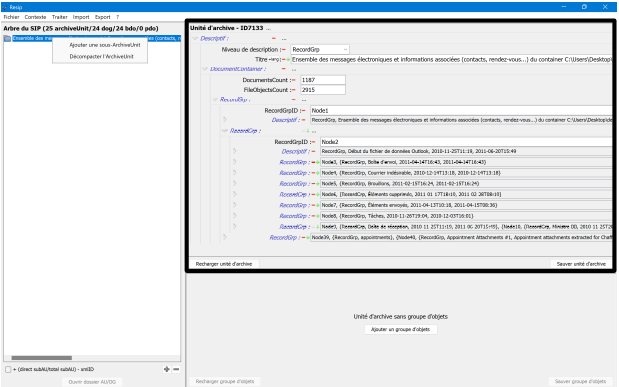 Resip
Fichier Contexte Traiter Import Export ?
Arbre du SIP (25 archiveUnit/24 dog/24 bdo/0 pdo)
Ajouter une sous-ArchiveUnit
Décompacter l'ArchiveUnit
+ (direct subAU/total subAU) - xmlID
Ouvrir dossier AU/OG
Unité d'archive - ID7133 ...
Descriptif : − ...
Niveau de description : − RecordGrp
Titre +lang : − + Ensemble des messages électroniques et informations associées (contacts, rendez-vous...) du container C:\Users\Desktop\
DocumentContainer : − ...
DocumentsCount : − 1187
FileObjectsCount : − 2915
RecordGrp : − ...
RecordGrpID : − Node1
Descriptif : − RecordGrp, Ensemble des messages électroniques et informations associées (contacts, rendez-vous...) du container C:\Users\Desktop\de
RecordGrp : − + ...
RecordGrpID : − Node2
Descriptif : − RecordGrp, Début du fichier de données Outlook, 2010-11-25T11:19, 2011-06-20T15:49
RecordGrp : − + Node3, {RecordGrp, Boîte d'envoi, 2011-04-14T16:43, 2011-04-14T16:43}
RecordGrp : − + Node4, {RecordGrp, Courrier indésirable, 2010-12-14T13:18, 2010-12-14T13:18}
RecordGrp : − + Node5, {RecordGrp, Brouillons, 2011-02-15T16:24, 2011-02-15T16:24}
RecordGrp : − + Node6, {RecordGrp, Éléments supprimés, 2011-01-17T18:19, 2011-02-28T08:10}
RecordGrp : − + Node7, {RecordGrp, Éléments envoyés, 2011-04-13T10:18, 2011-04-15T08:36}
RecordGrp : − + Node8, {RecordGrp, Tâches, 2010-11-26T19:04, 2010-12-03T16:01}
RecordGrp : − + Node9, {RecordGrp, Boîte de réception, 2010-11-25T11:19, 2011-06-20T15:49}, {Node10, {RecordGrp, Ministre DD, 2010-11-25T20
RecordGrp : − + Node39, {RecordGrp, appointments}, {Node40, {RecordGrp, Appointment Attachments #1, Appointment attachments extracted for Chaf
Recharger unité d'archive
Sauver unité d'archive
Unité d'archive sans groupe d'objets
Ajouter un groupe d'objets
Recharger groupe d'objets
Sauver groupe d'objets